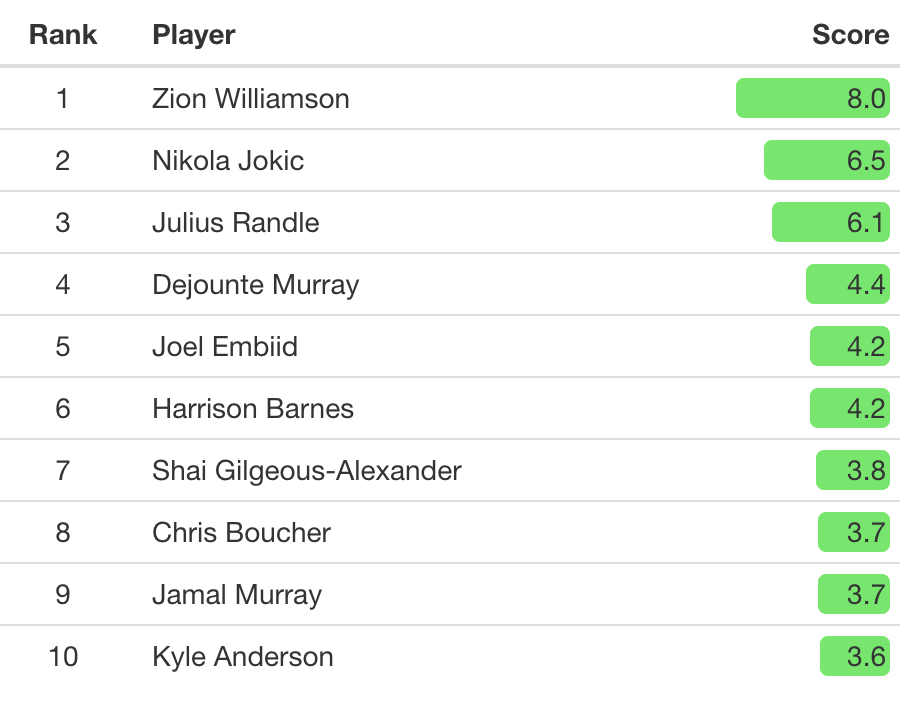 Rank Player Score
1 Zion Williamson 8.0
2 Nikola Jokic 6.5
3 Julius Randle 6.1
4 Dejounte Murray 4.4
5 Joel Embiid 4.2
6 Harrison Barnes 4.2
7 Shai Gilgeous-Alexander 3.8
8 Chris Boucher 3.7
9 Jamal Murray 3.7
10 Kyle Anderson 3.6